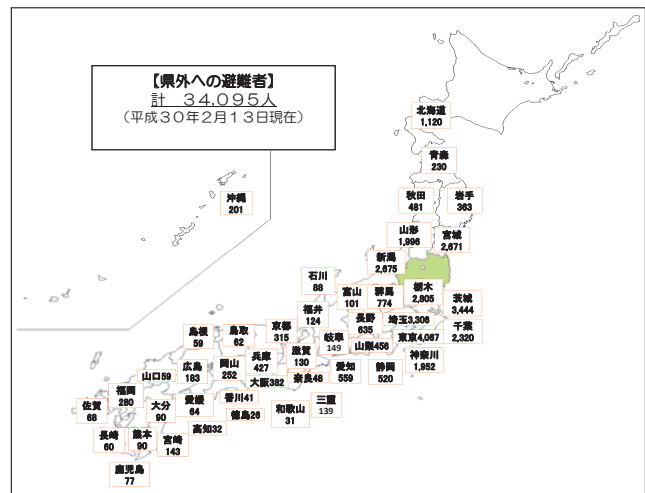 【県外への避難者】
計　34,095人
（平成３０年２月１３日現在）
北海道
1,120
青森
230
秋田
481
岩手
363
沖縄
201
山形
1,996
宮城
2,671
新潟
2,675
石川
88
富山
101
群馬
774
栃木
2,805
茨城
3,444
福井
124
長野
635
埼玉3,306
千葉
2,320
島根
59
鳥取
62
京都
315
岐阜
149
山梨456
東京4,067
神奈川
1,952
滋賀
130
兵庫
427
岡山
252
広島
183
山口59
大阪382
奈良46
愛知
559
静岡
520
福岡
280
佐賀
68
大分
90
愛媛
64
香川41
徳島26
高知32
和歌山
31
三重
139
長崎
60
熊本
90
宮崎
143
鹿児島
77